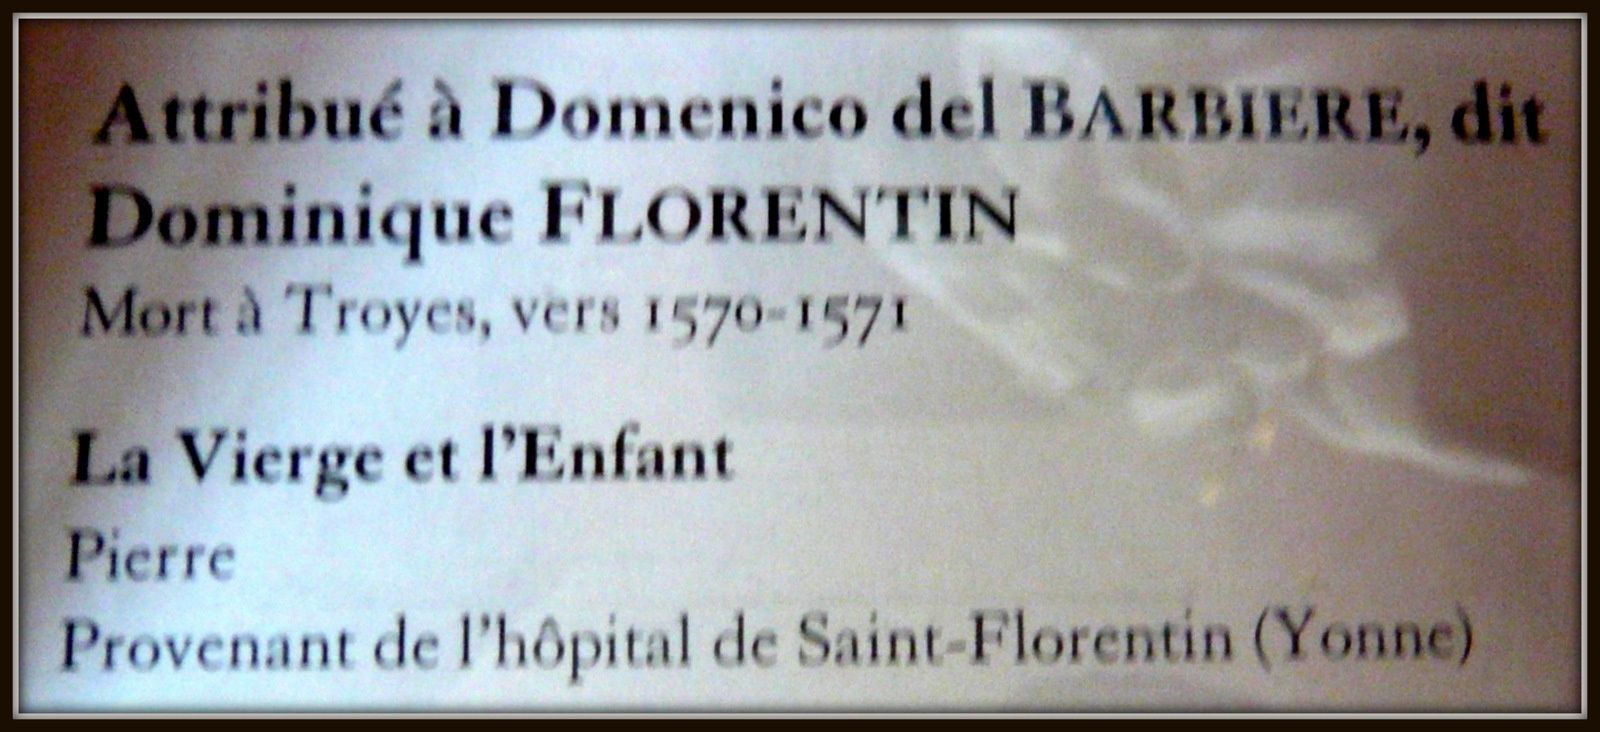 Attribué à Domenico del BARBIERE, dit
Dominique FLORENTIN
Mort à Troyes, vers 1570-1571
La Vierge et l'Enfant
Pierre
Provenant de l'hôpital de Saint-Florentin (Yonne)